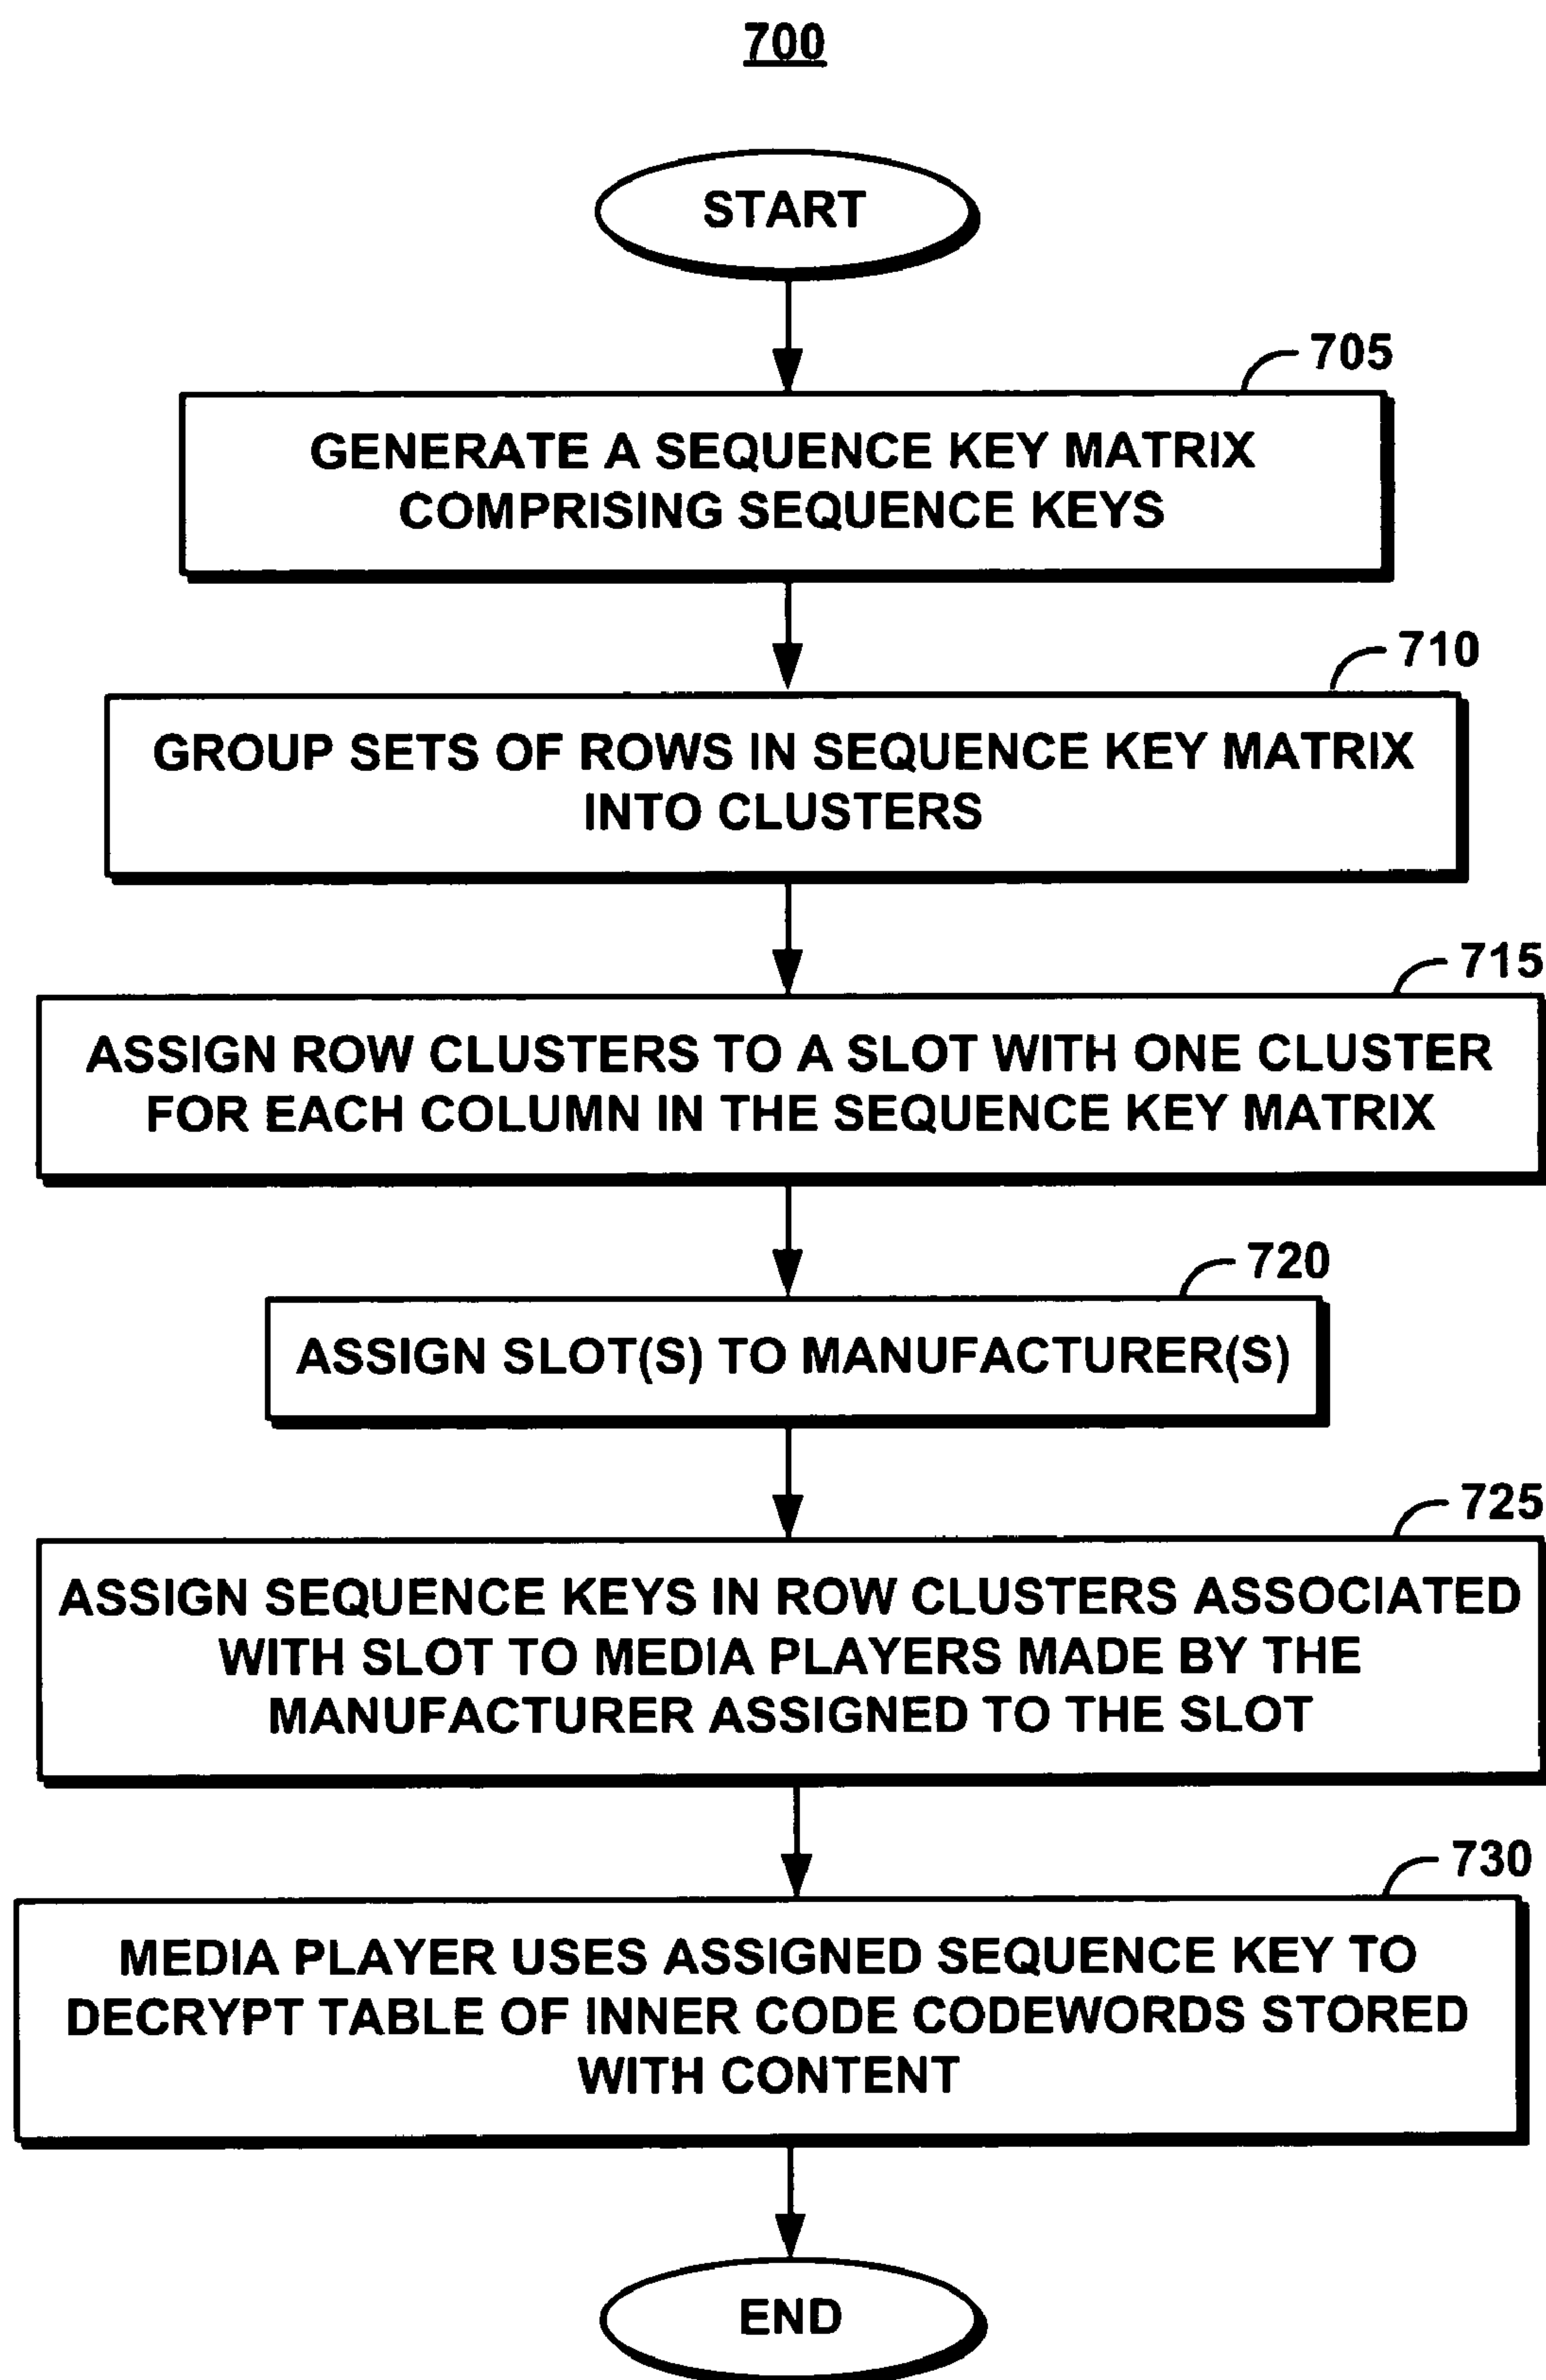 700
START
705
GENERATE A SEQUENCE KEY MATRIX
COMPRISING SEQUENCE KEYS
710
GROUP SETS OF ROWS IN SEQUENCE KEY MATRIX
INTO CLUSTERS
715
ASSIGN ROW CLUSTERS TO A SLOT WITH ONE CLUSTER
FOR EACH COLUMN IN THE SEQUENCE KEY MATRIX
720
ASSIGN SLOT(S) TO MANUFACTURER(S)
725
ASSIGN SEQUENCE KEYS IN ROW CLUSTERS ASSOCIATED
WITH SLOT TO MEDIA PLAYERS MADE BY THE
MANUFACTURER ASSIGNED TO THE SLOT
730
MEDIA PLAYER USES ASSIGNED SEQUENCE KEY TO
DECRYPT TABLE OF INNER CODE CODEWORDS STORED
WITH CONTENT
END